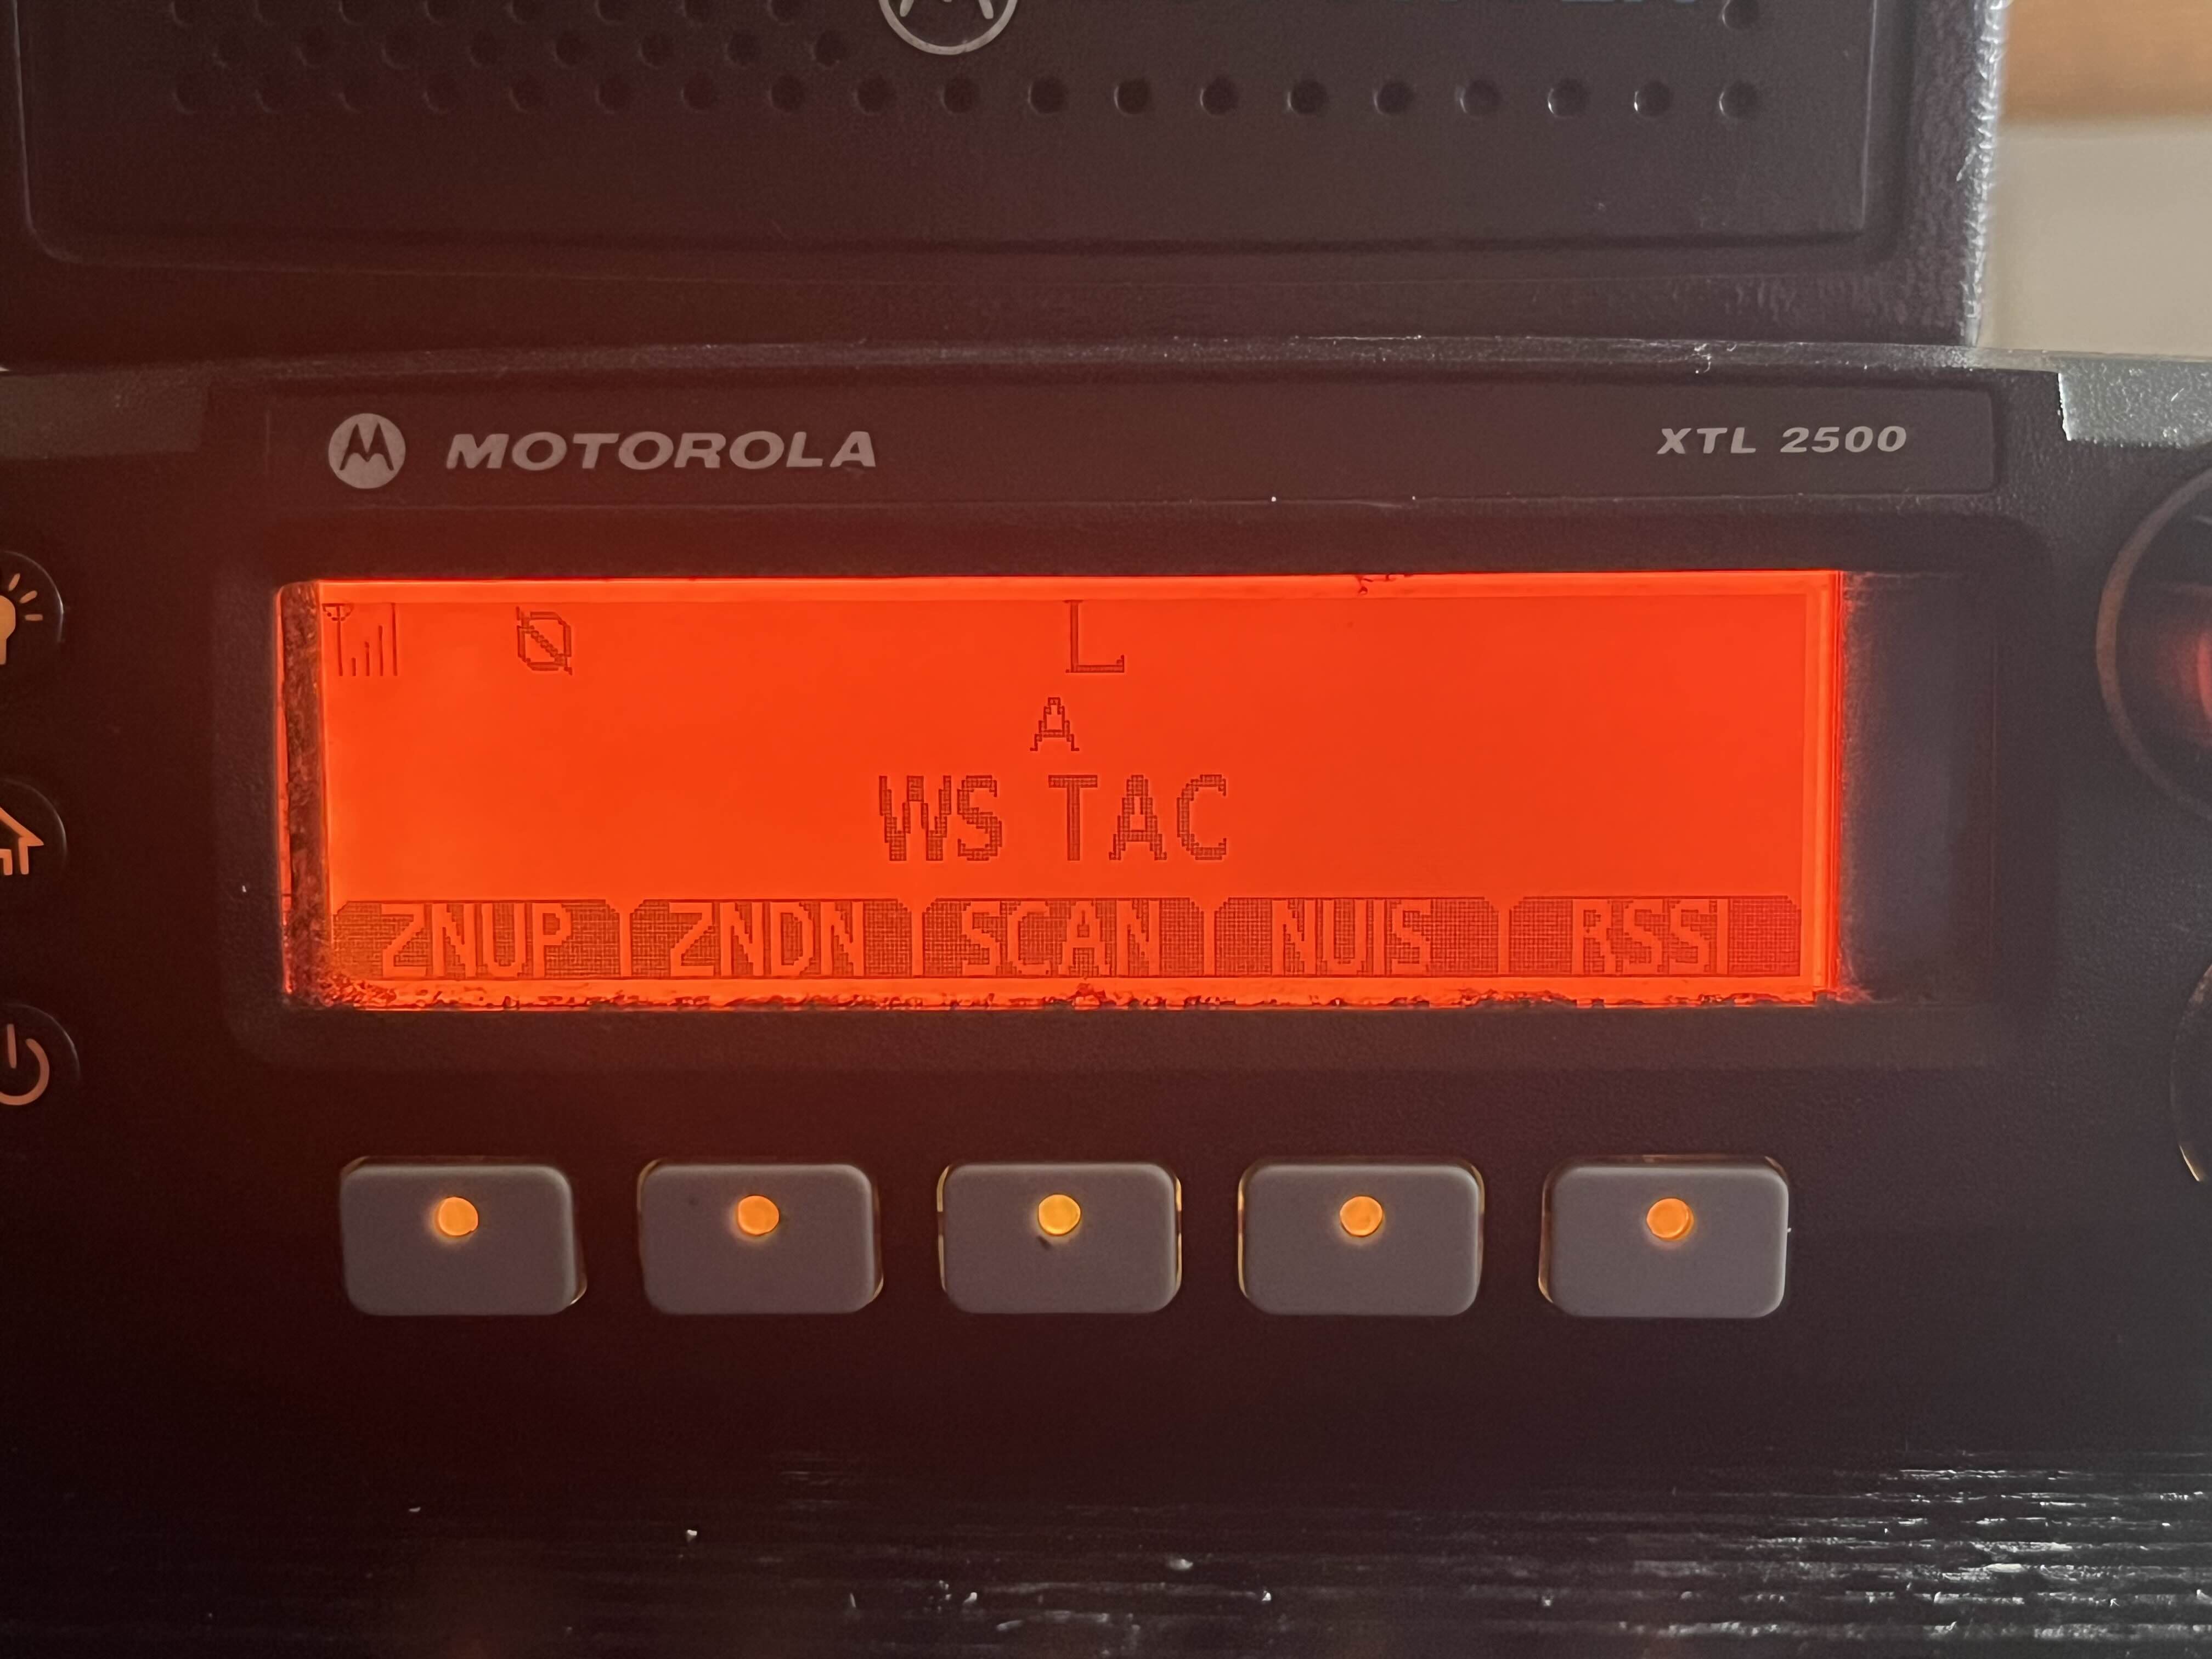 MOTOROLA
XTL 2500
L
A
WS TAC
ZNUP ZNDN SCAN NUIS RSSI